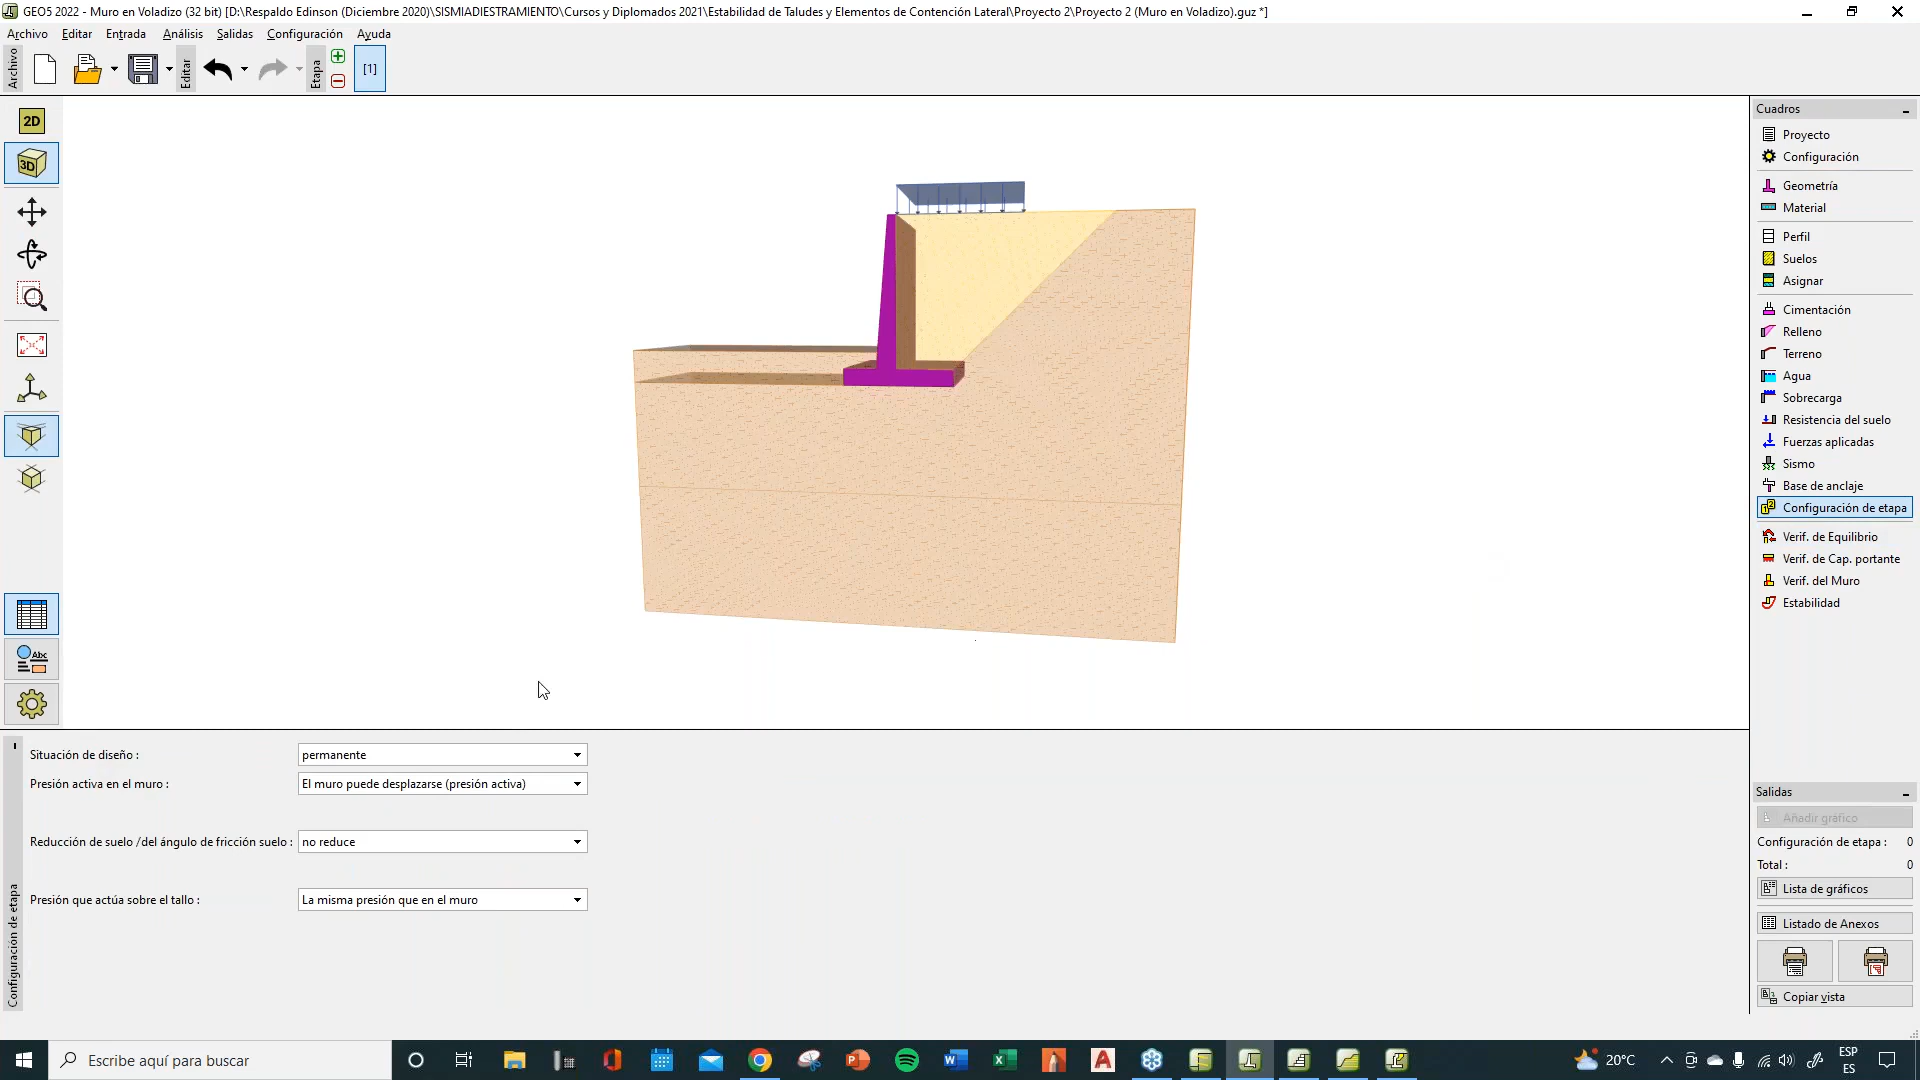 GEO5 2022 - Muro en Voladizo (32 bit) [D:\Respaldo Edinson (Diciembre 2020)\SISMIADIESTRAMIENTO\Cursos y Diplomados 2021\Estabilidad de Taludes y Elementos de Contención Lateral\Proyecto 2\Proyecto 2 (Muro en Voladizo).guz *]
Archivo Editar Entrada Análisis Salidas Configuración Ayuda
Archivo
Editar
Etapa
[1]
2D
3D
Abc
Cuadros
Proyecto
Configuración
Geometría
Material
Perfil
Suelos
Asignar
Cimentación
Relleno
Terreno
Agua
Sobrecarga
Resistencia del suelo
Fuerzas aplicadas
Sismo
Base de anclaje
Configuración de etapa
Verif. de Equilibrio
Verif. de Cap. portante
Verif. del Muro
Estabilidad
Configuración de etapa
Situación de diseño : permanente
Presión activa en el muro : El muro puede desplazarse (presión activa)
Reducción de suelo /del ángulo de fricción suelo : no reduce
Presión que actúa sobre el tallo : La misma presión que en el muro
Salidas
Añadir gráfico
Configuración de etapa : 0
Total : 0
Lista de gráficos
Listado de Anexos
Copiar vista
Escribe aquí para buscar
20°C
ESP
ES